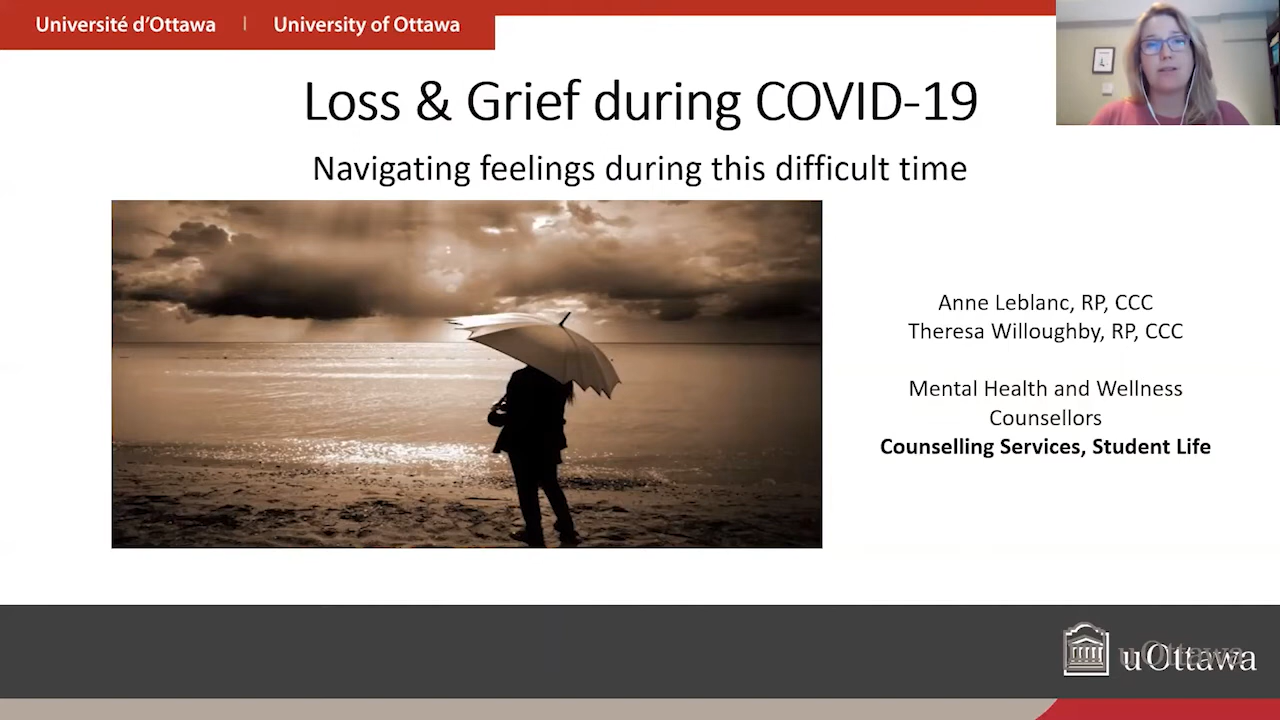 Université d'Ottawa | University of Ottawa
Loss & Grief during COVID-19
Navigating feelings during this difficult time
Anne Leblanc, RP, CCC
Theresa Willoughby, RP, CCC
Mental Health and Wellness
Counsellors
Counselling Services, Student Life
uOttawa